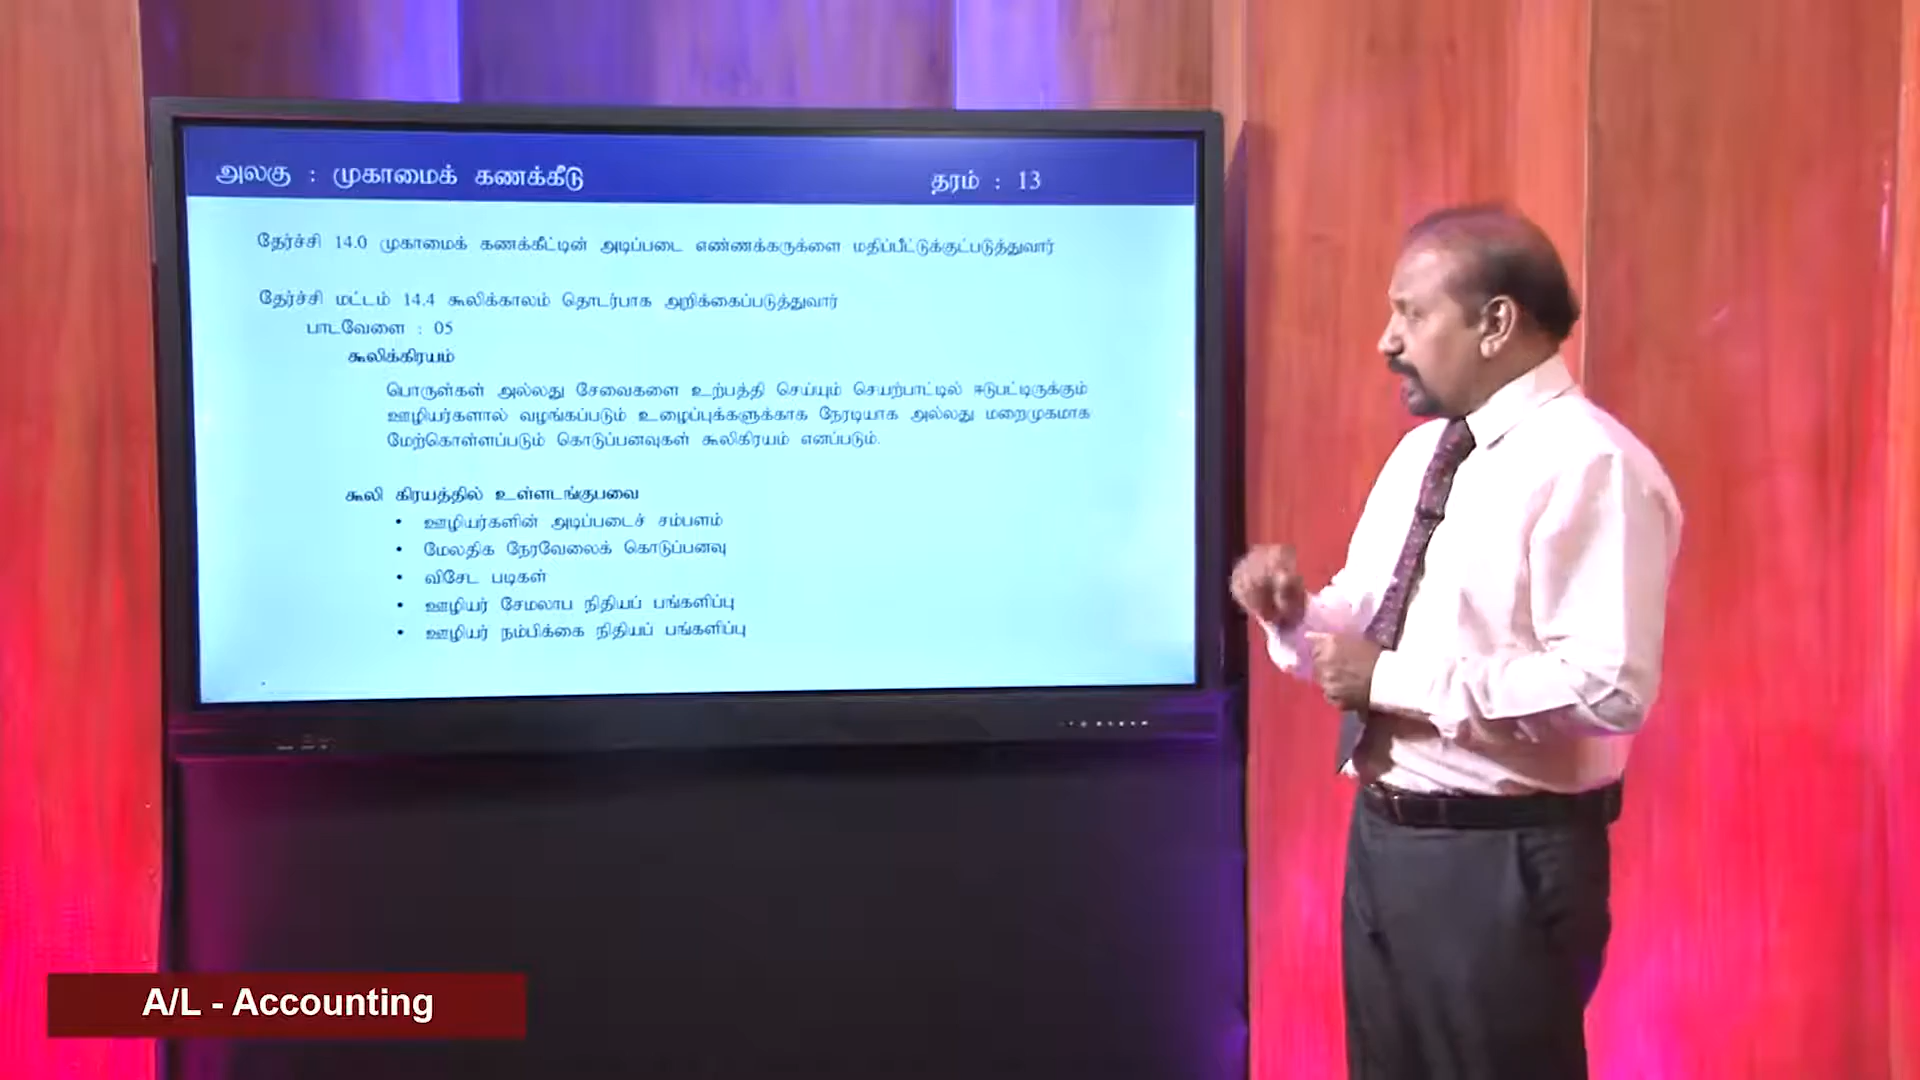 அலகு : முகாமைக் கணக்கீடு
தரம் : 13
தேர்ச்சி 14.0 முகாமைக் கணக்கீட்டின் அடிப்படை எண்ணக்கருக்ளை மதிப்பீட்டுக்குட்படுத்துவார்
தேர்ச்சி மட்டம் 14.4 கூலிக்காலம் தொடர்பாக அறிக்கைப்படுத்துவார்
பாடவேளை : 05
கூலிக்கிரயம்
பொருள்கள் அல்லது சேவைகளை உற்பத்தி செய்யும் செயற்பாட்டில் ஈடுபட்டிருக்கும்
ஊழியர்களால் வழங்கப்படும் உழைப்புக்களுக்காக நேரடியாக அல்லது மறைமுகமாக
மேற்கொள்ளப்படும் கொடுப்பனவுகள் கூலிகிரயம் எனப்படும்.
கூலி கிரயத்தில் உள்ளடங்குபவை
• ஊழியர்களின் அடிப்படைச் சம்பளம்
• மேலதிக நேரவேலைக் கொடுப்பனவு
• விசேட படிகள்
• ஊழியர் சேமலாப நிதியப் பங்களிப்பு
• ஊழியர் நம்பிக்கை நிதியப் பங்களிப்பு
A/L - Accounting